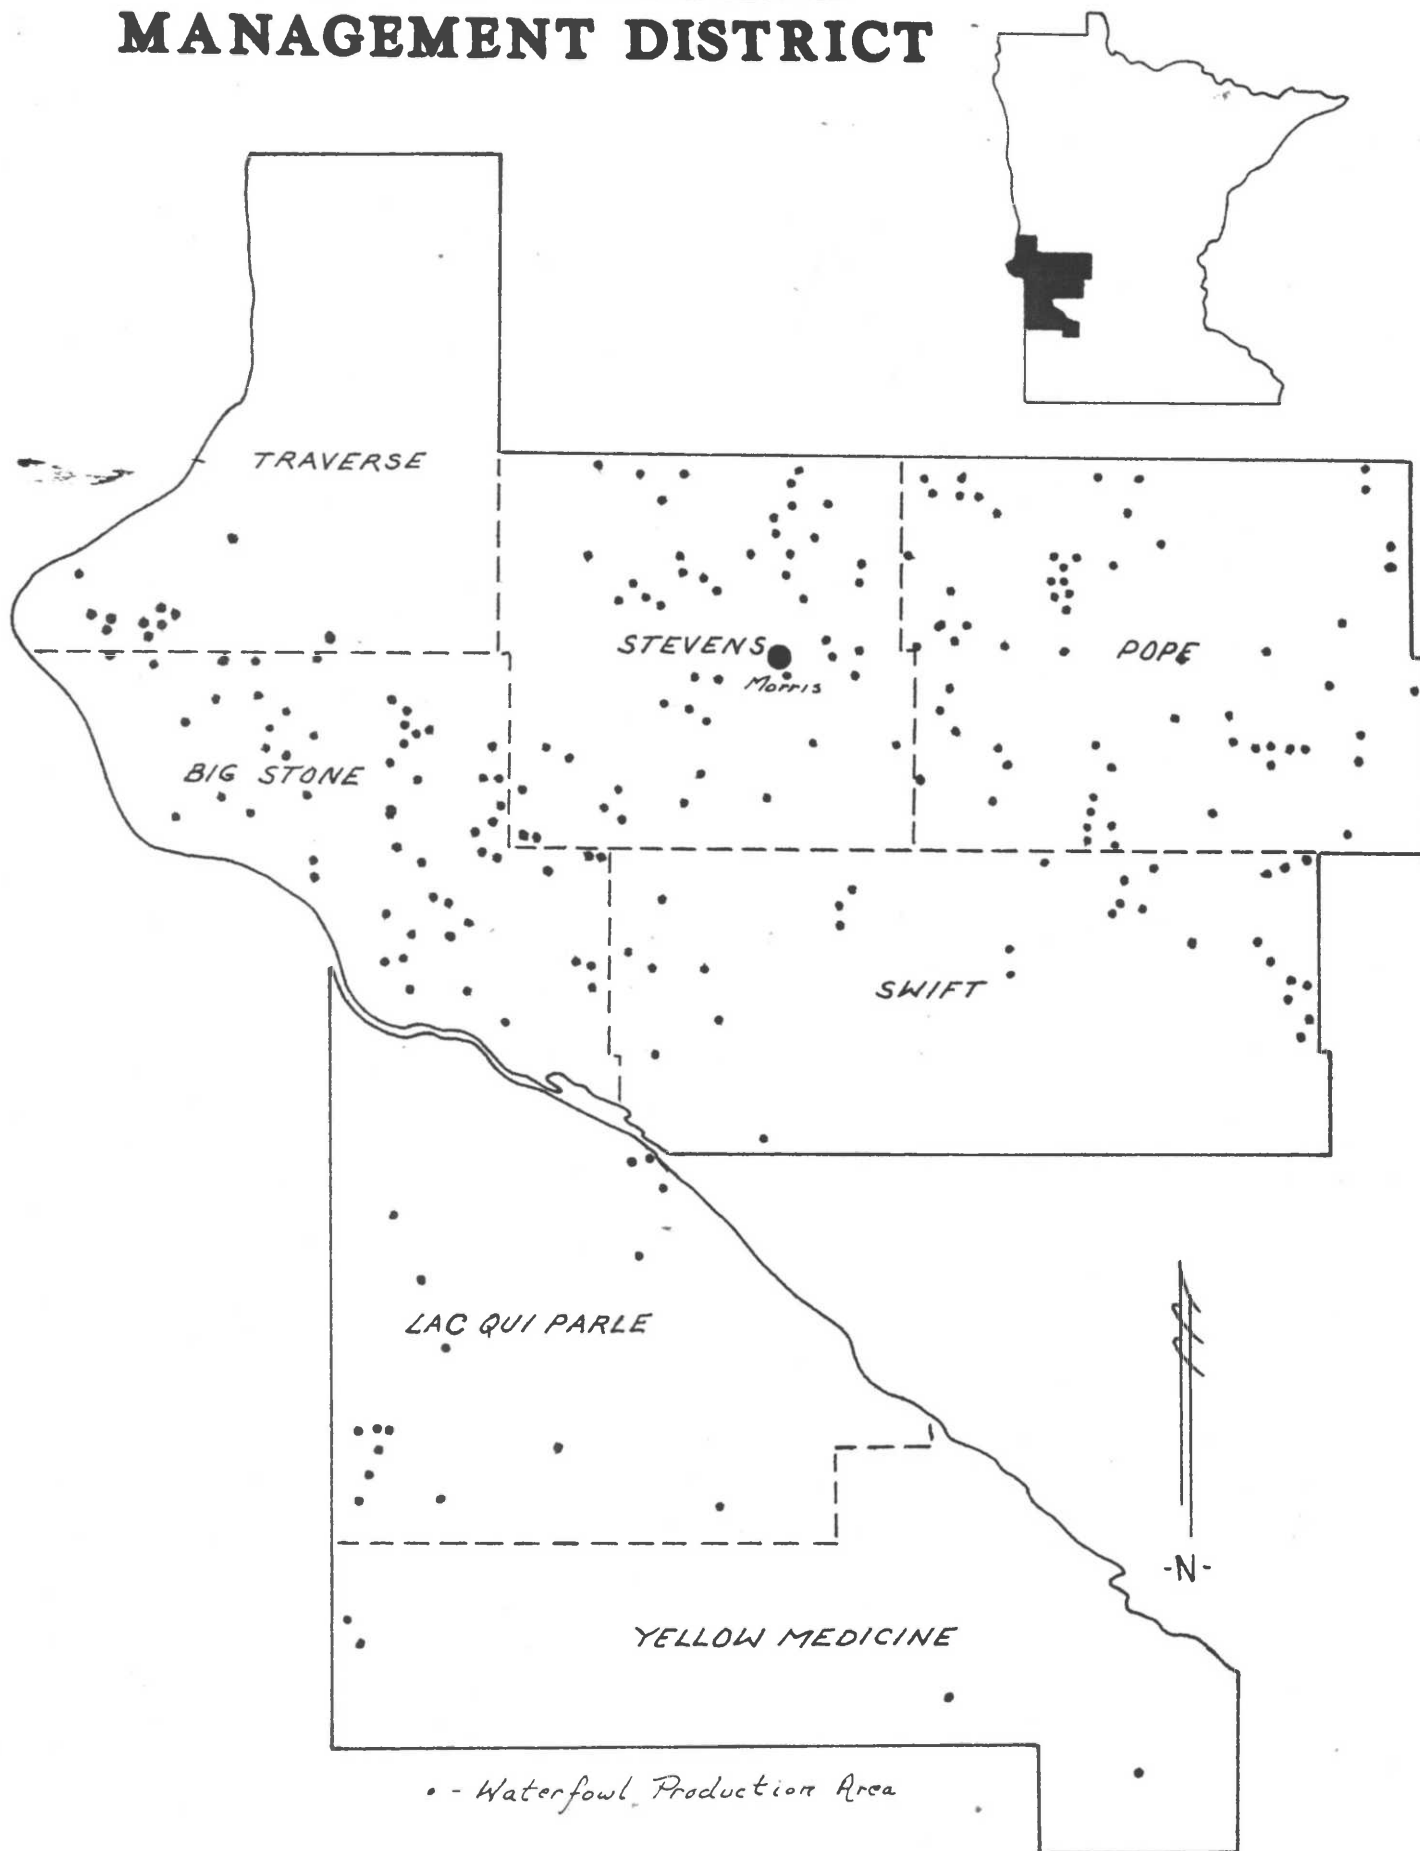 MANAGEMENT DISTRICT
TRAVERSE
STEVENS
Morris
POPE
BIG STONE
SWIFT
LAC QUI PARLE
-N-
YELLOW MEDICINE
• - Waterfowl Production Area